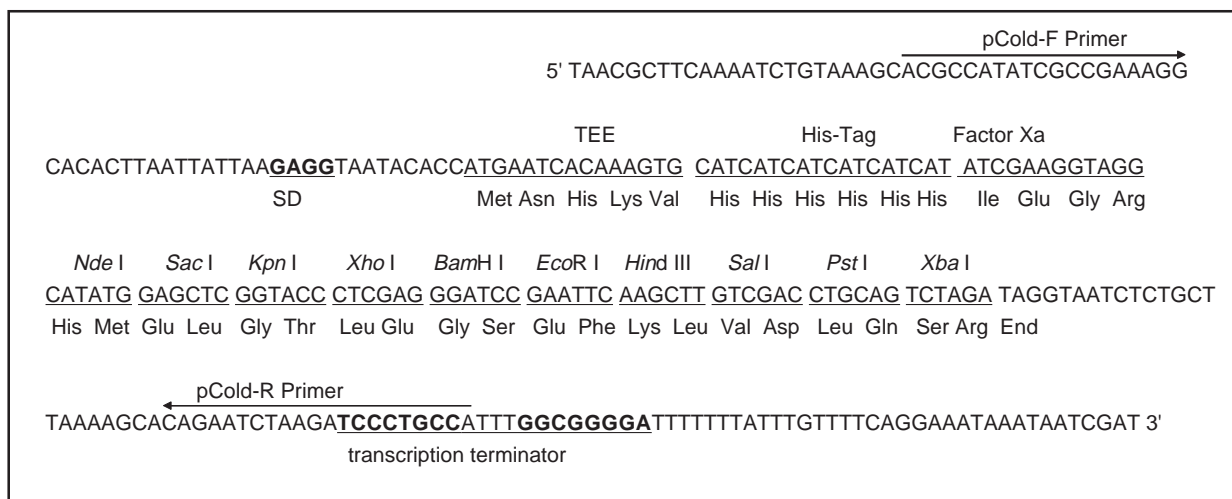 pCold-F Primer
5' TAACGCTTCAAAATCTGTAAAGCACGCCATATCGCCGAAAGG
TEE His-Tag Factor Xa
CACACTTAATTATTAAGAGGTAATACACCATGAATCACAAAGTG CATCATCATCATCATCAT ATCGAAGGTAGG
SD Met Asn His Lys Val His His His His His His Ile Glu Gly Arg
Nde I Sac I Kpn I Xho I BamH I EcoR I Hind III Sal I Pst I Xba I
CATATG GAGCTC GGTACC CTCGAG GGATCC GAATTC AAGCTT GTCGAC CTGCAG TCTAGA TAGGTAATCTCTGCT
His Met Glu Leu Gly Thr Leu Glu Gly Ser Glu Phe Lys Leu Val Asp Leu Gln Ser Arg End
pCold-R Primer
TAAAAGCACAGAATCTAAGATCCCTGCCATTTGGCGGGGATTTTTTTATTTGTTTTCAGGAAATAAATAATCGAT 3'
transcription terminator